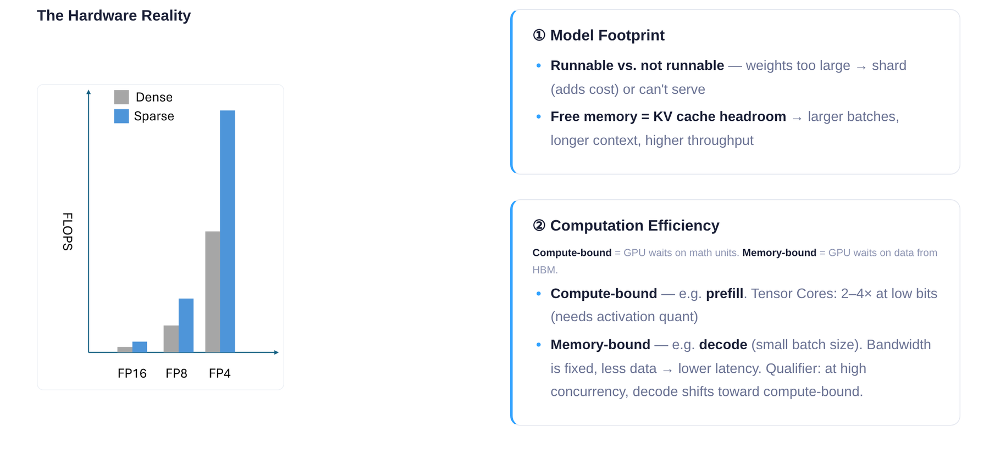 The Hardware Reality
Dense
Sparse
FLOPS
FP16 FP8 FP4
① Model Footprint
• Runnable vs. not runnable — weights too large → shard
(adds cost) or can't serve
• Free memory = KV cache headroom → larger batches,
longer context, higher throughput
② Computation Efficiency
Compute-bound = GPU waits on math units. Memory-bound = GPU waits on data from
HBM.
• Compute-bound — e.g. prefill. Tensor Cores: 2–4× at low bits
(needs activation quant)
• Memory-bound — e.g. decode (small batch size). Bandwidth
is fixed, less data → lower latency. Qualifier: at high
concurrency, decode shifts toward compute-bound.